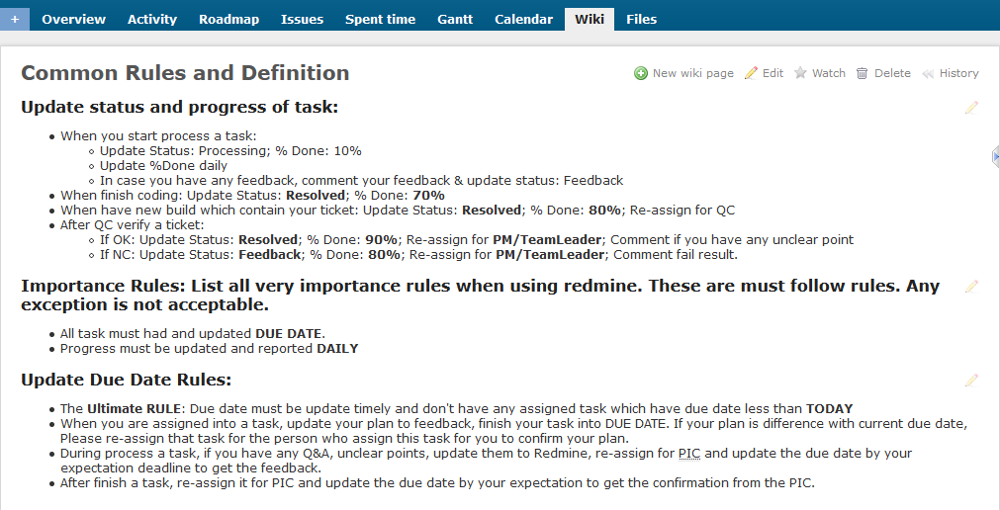 + Overview Activity Roadmap Issues Spent time Gantt Calendar Wiki Files
Common Rules and Definition
New wiki page Edit Watch Delete History
Update status and progress of task:
When you start process a task:
Update Status: Processing; % Done: 10%
Update %Done daily
In case you have any feedback, comment your feedback & update status: Feedback
When finish coding: Update Status: Resolved; % Done: 70%
When have new build which contain your ticket: Update Status: Resolved; % Done: 80%; Re-assign for QC
After QC verify a ticket:
If OK: Update Status: Resolved; % Done: 90%; Re-assign for PM/TeamLeader; Comment if you have any unclear point
If NC: Update Status: Feedback; % Done: 80%; Re-assign for PM/TeamLeader; Comment fail result.
Importance Rules: List all very importance rules when using redmine. These are must follow rules. Any
exception is not acceptable.
All task must had and updated DUE DATE.
Progress must be updated and reported DAILY
Update Due Date Rules:
The Ultimate RULE: Due date must be update timely and don't have any assigned task which have due date less than TODAY
When you are assigned into a task, update your plan to feedback, finish your task into DUE DATE. If your plan is difference with current due date,
Please re-assign that task for the person who assign this task for you to confirm your plan.
During process a task, if you have any Q&A, unclear points, update them to Redmine, re-assign for PIC and update the due date by your
expectation deadline to get the feedback.
After finish a task, re-assign it for PIC and update the due date by your expectation to get the confirmation from the PIC.